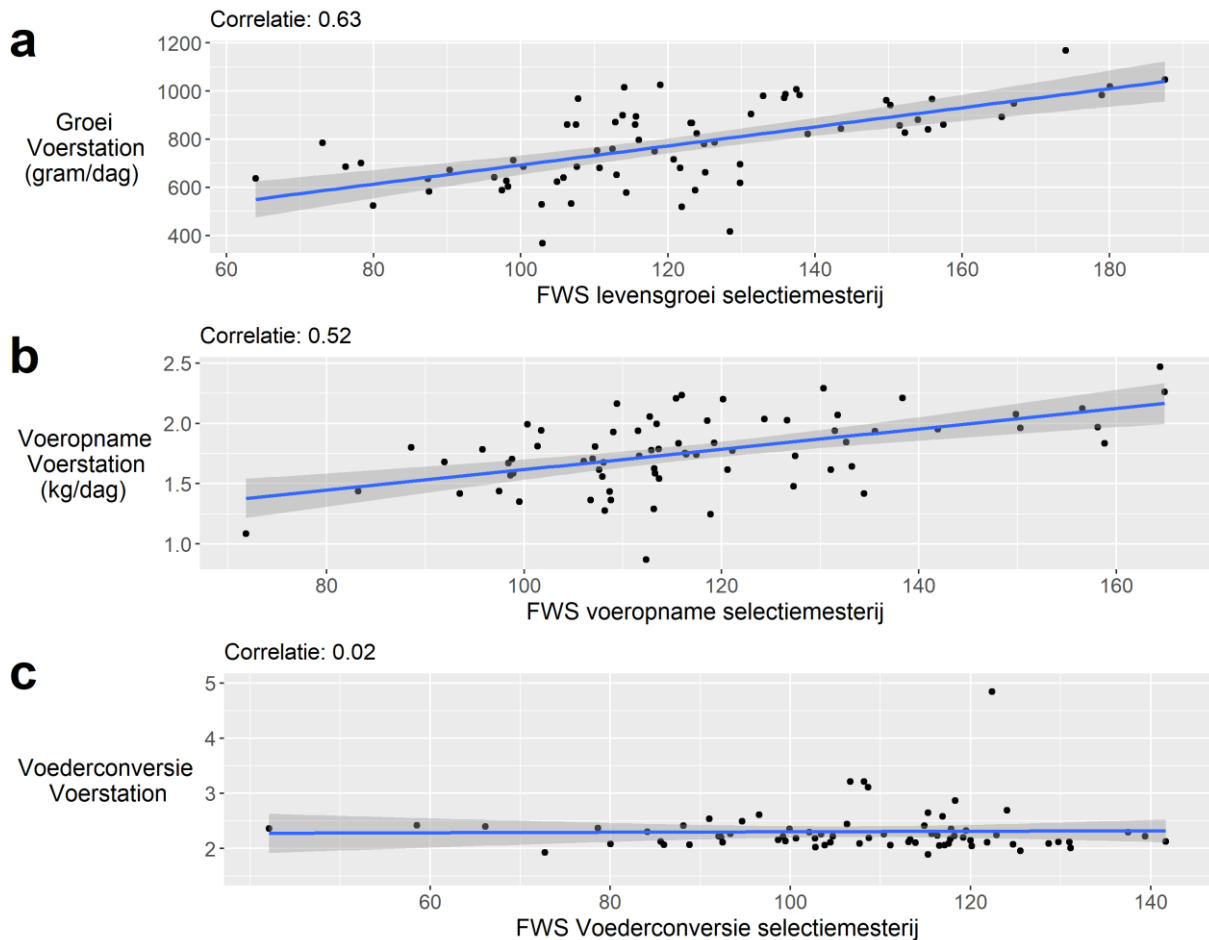 Correlatie: 0.63
a
1200
1000
Groei
Voerstation
(gram/dag)
800
600
400
60 80 100 120 140 160 180
FWS levensgroei selectiemesterij
Correlatie: 0.52
b
2.5
2.0
Voeropname
Voerstation
(kg/dag)
1.5
1.0
80 100 120 140 160
FWS voeropname selectiemesterij
Correlatie: 0.02
c
5
4
Voederconversie
Voerstation
3
2
60 80 100 120 140
FWS Voederconversie selectiemesterij